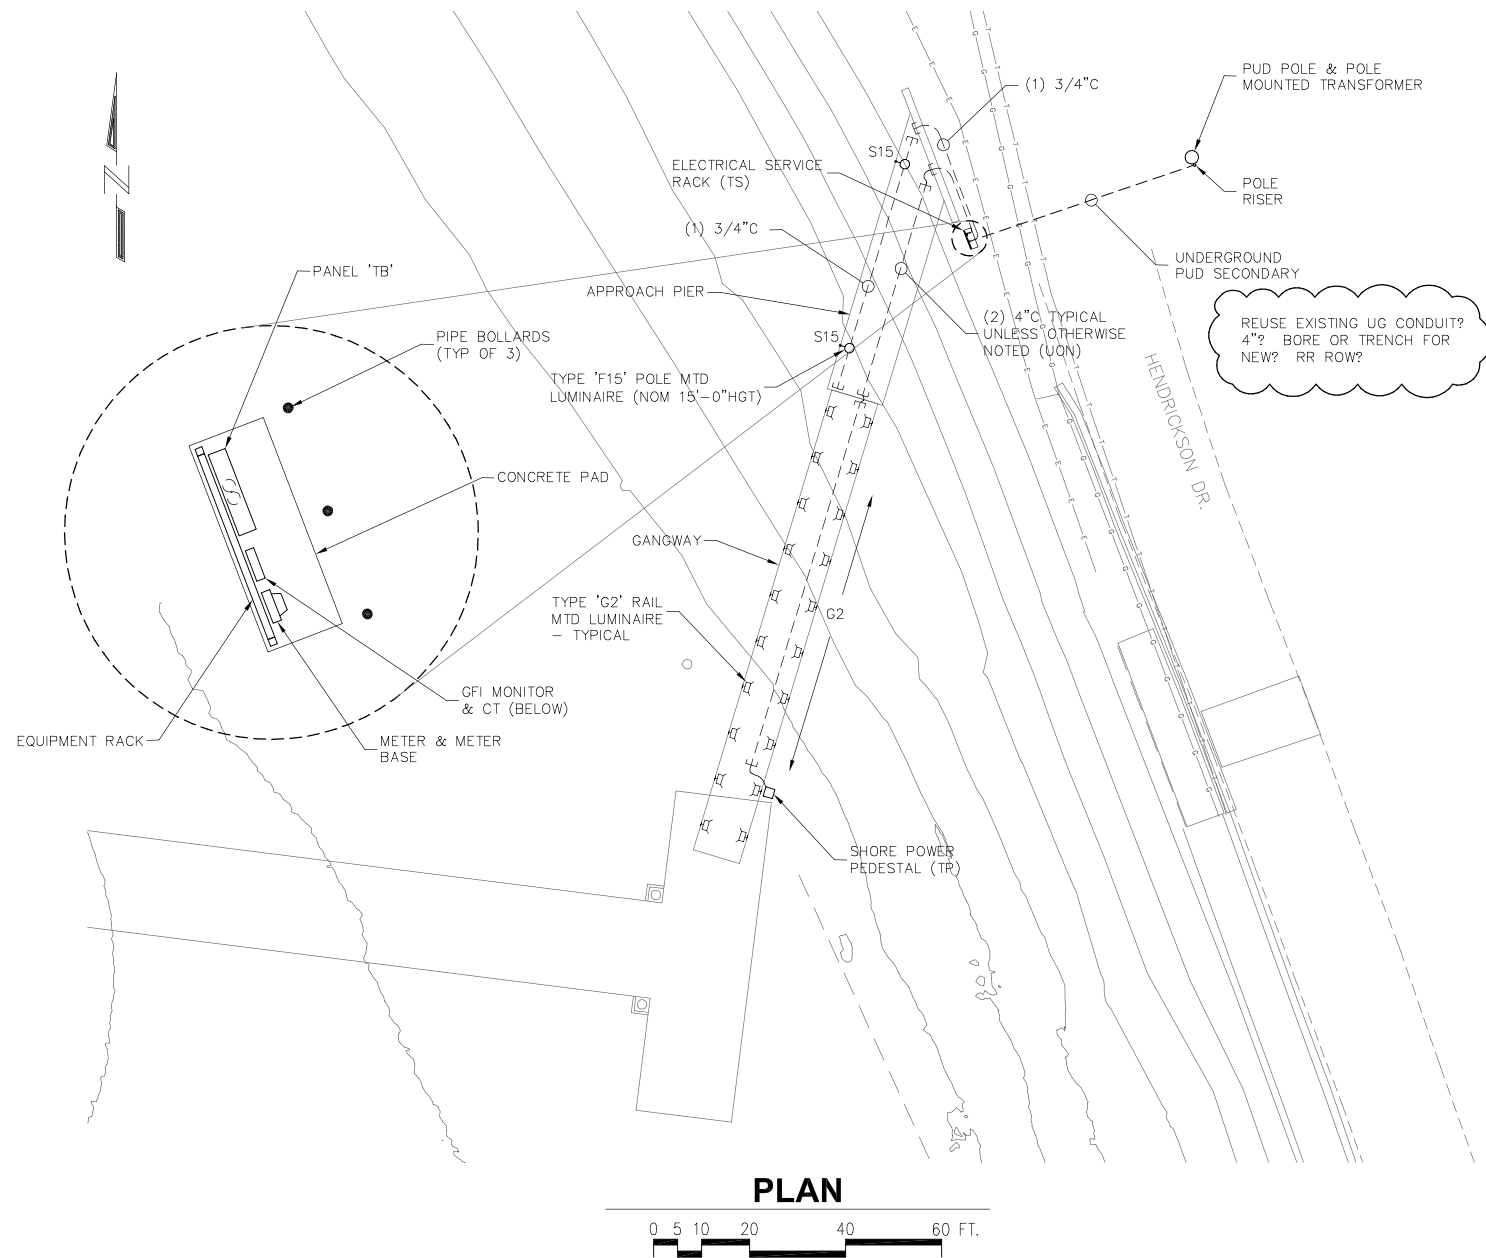 PUD POLE & POLE
MOUNTED TRANSFORMER
(1) 3/4"C
S15
ELECTRICAL SERVICE
RACK (TS)
POLE
RISER
(1) 3/4"C
UNDERGROUND
PUD SECONDARY
PANEL 'TB'
APPROACH PIER
(2) 4"C TYPICAL
UNLESS OTHERWISE
NOTED (UON)
REUSE EXISTING UG CONDUIT?
4"? BORE OR TRENCH FOR
NEW? RR ROW?
PIPE BOLLARDS
(TYP OF 3)
S15
TYPE 'F15' POLE MTD
LUMINAIRE (NOM 15'-0"HGT)
HENDRICKSON DR.
CONCRETE PAD
GANGWAY
TYPE 'G2' RAIL
MTD LUMINAIRE
- TYPICAL
G2
GFI MONITOR
& CT (BELOW)
EQUIPMENT RACK
METER & METER
BASE
SHORE POWER
PEDESTAL (TP)
Z
E E E E E E E E E E E
G G G G G G G G G G G G
T T T T T T T T T T T T
PLAN
0 5 10 20 40 60 FT.